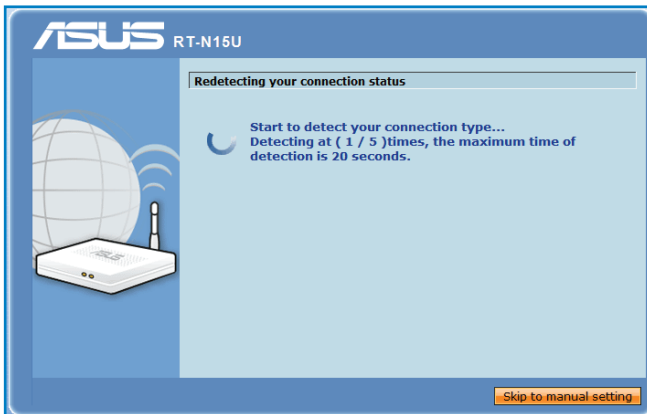 ASUS RT-N15U
Redetecting your connection status
Start to detect your connection type...
Detecting at ( 1 / 5 )times, the maximum time of
detection is 20 seconds.
ASUS
Skip to manual setting